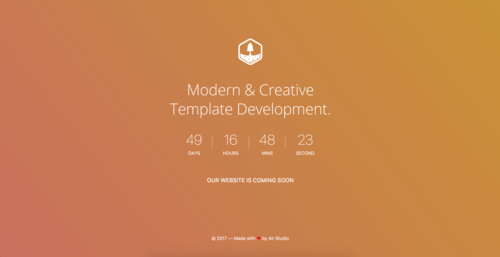 Modern & Creative
Template Development.
49 16 48 23
DAYS HOURS MINS SECOND
OUR WEBSITE IS COMING SOON
© 2017 — Made with ❤ by Air Studio